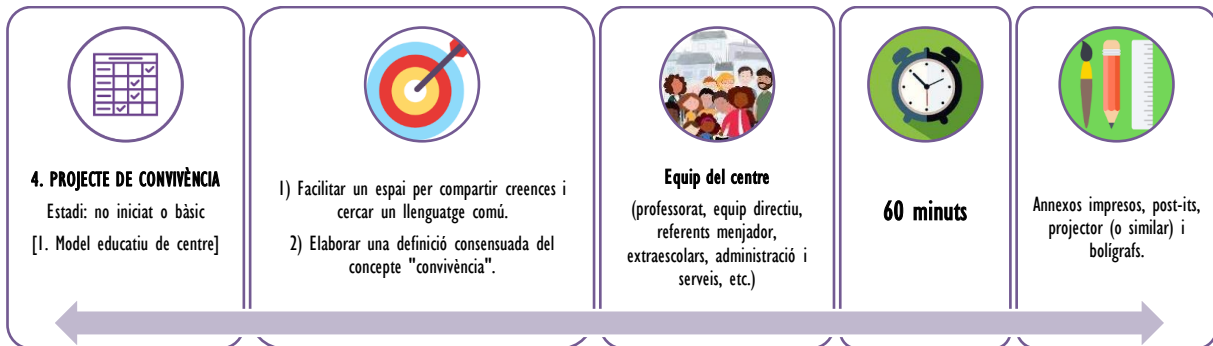 4. PROJECTE DE CONVIVÈNCIA
Estadi: no iniciat o bàsic
[1. Model educatiu de centre]
1) Facilitar un espai per compartir creences i
cercar un llenguatge comú.
2) Elaborar una definició consensuada del
concepte "convivència".
Equip del centre
(professorat, equip directiu,
referents menjador,
extraescolars, administració i
serveis, etc.)
60 minuts
Annexos impresos, post-its,
projector (o similar) i
bolígrafs.